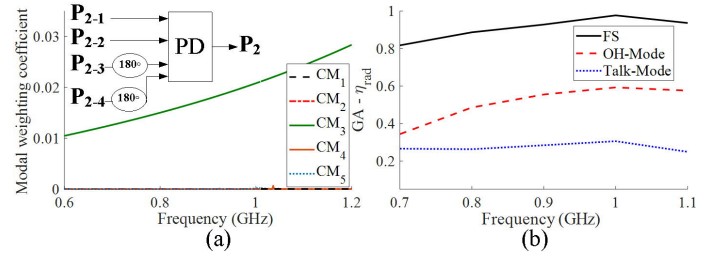 P2-1
P2-2
P2-3
P2-4
180°
180°
PD
P2
Modal weighting coefficient
0.03
0.02
0.01
0
0.6
0.8
1
1.2
Frequency (GHz)
CM1
CM2
CM3
CM4
CM5
(a)
GA - ηrad
1
0.8
0.6
0.4
0.2
0.7
0.8
0.9
1
1.1
Frequency (GHz)
FS
OH-Mode
Talk-Mode
(b)